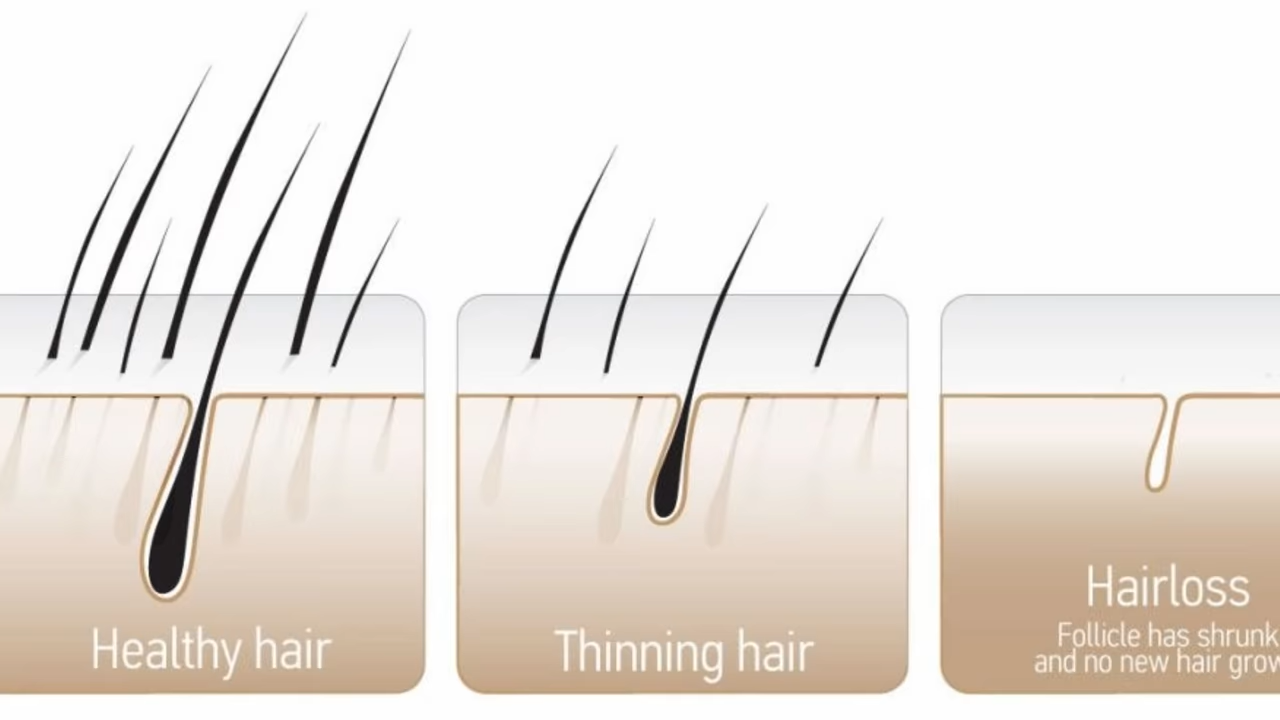 Healthy hair
Thinning hair
Hairloss
Follicle has shrunk
and no new hair grow